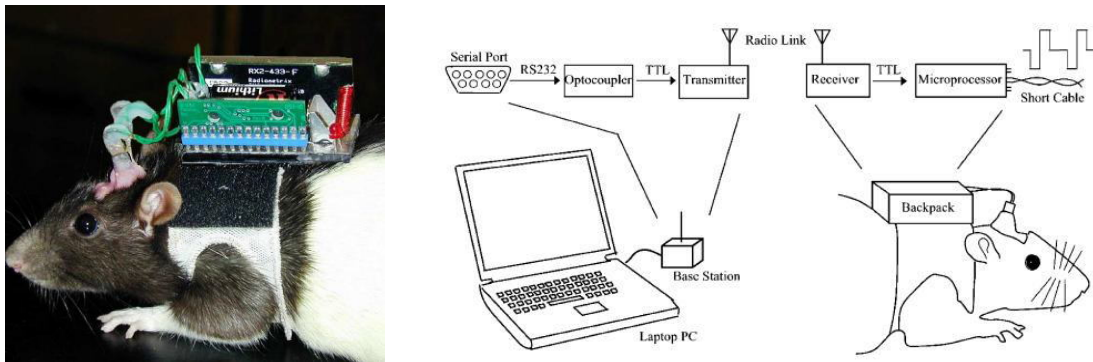 RX2-433-F
Radiometrix
Lithium
Serial Port
RS232
Optocoupler
TTL
Transmitter
Radio Link
Receiver
TTL
Microprocessor
Short Cable
Backpack
Base Station
Laptop PC